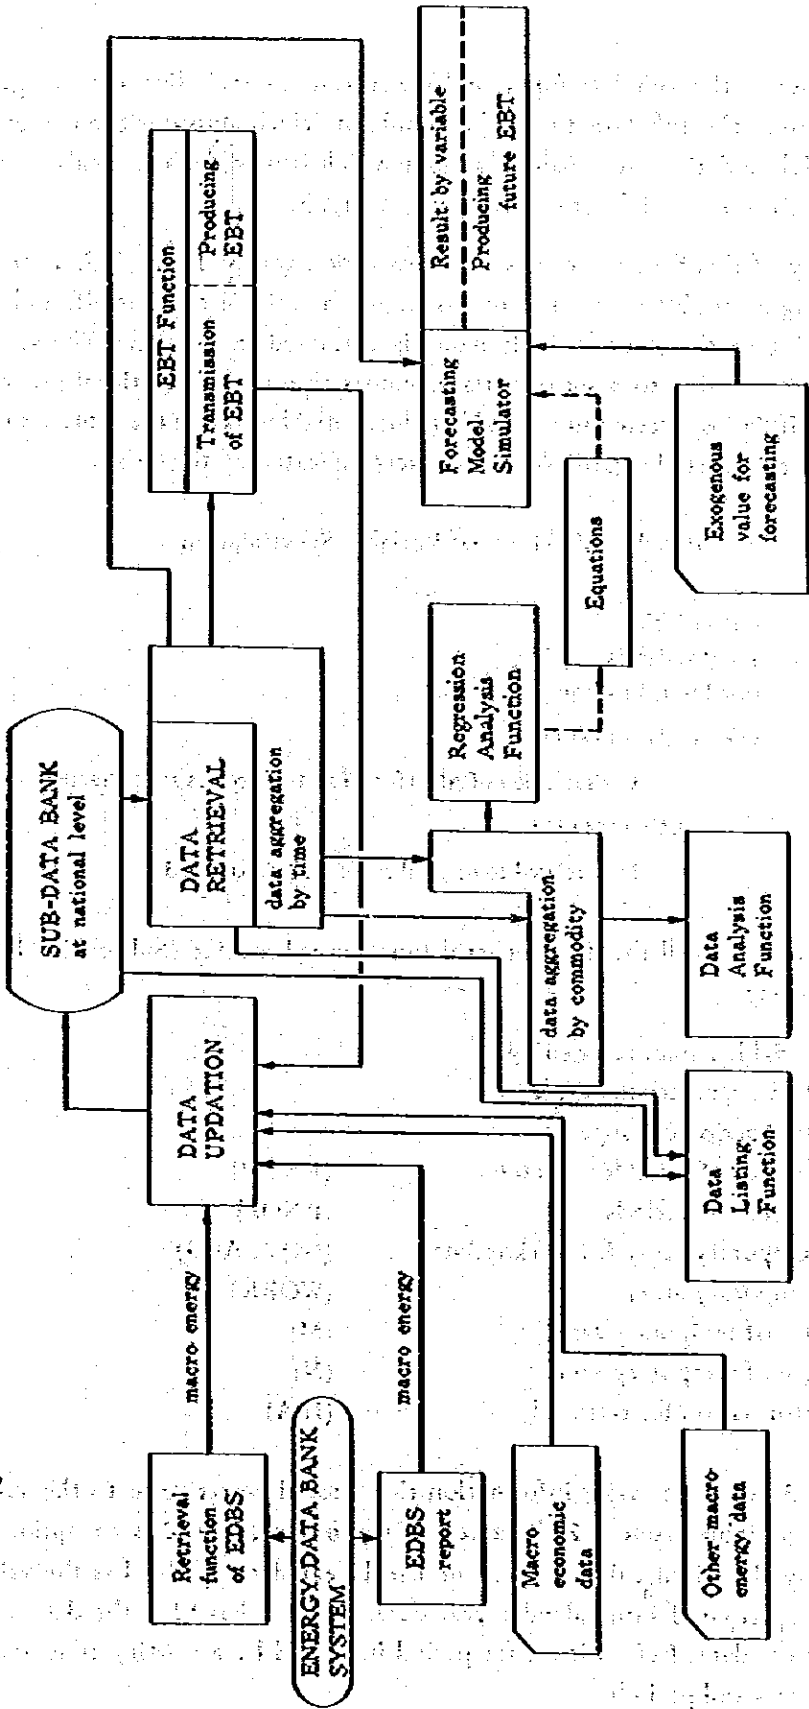 SUB-DATA BANK
at national level
Retrieval
function
of EDBS
macro energy
DATA
UPDATION
DATA
RETRIEVAL
data aggregation
by time
EBT Function
Transmission
of EBT
Producing
EBT
ENERGY DATA BANK
SYSTEM
EDBS
report
macro energy
Macro
economic
data
Other macro-
energy data
data aggregation
by commodity
Regression
Analysis
Function
Data
Listing
Function
Data
Analysis
Function
Equations
Forecasting
Model
Simulator
Result by variable
Producing
future EBT
Exogenous
value for
forecasting